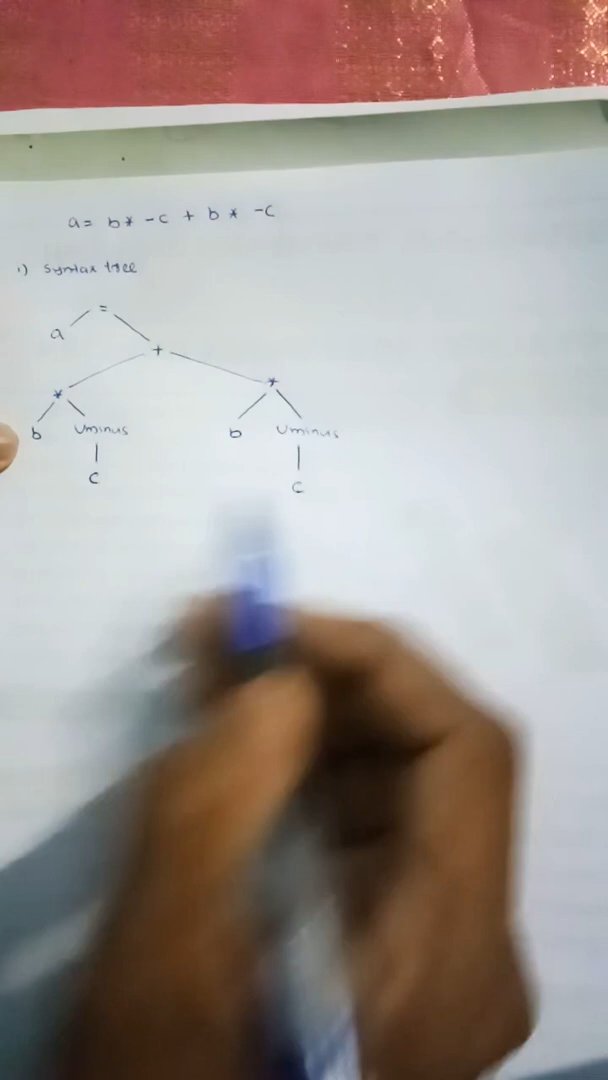 a = b * -c + b * -c
1) Syntax tree
=
a
+
* *
b Uminus b Uminus
c c